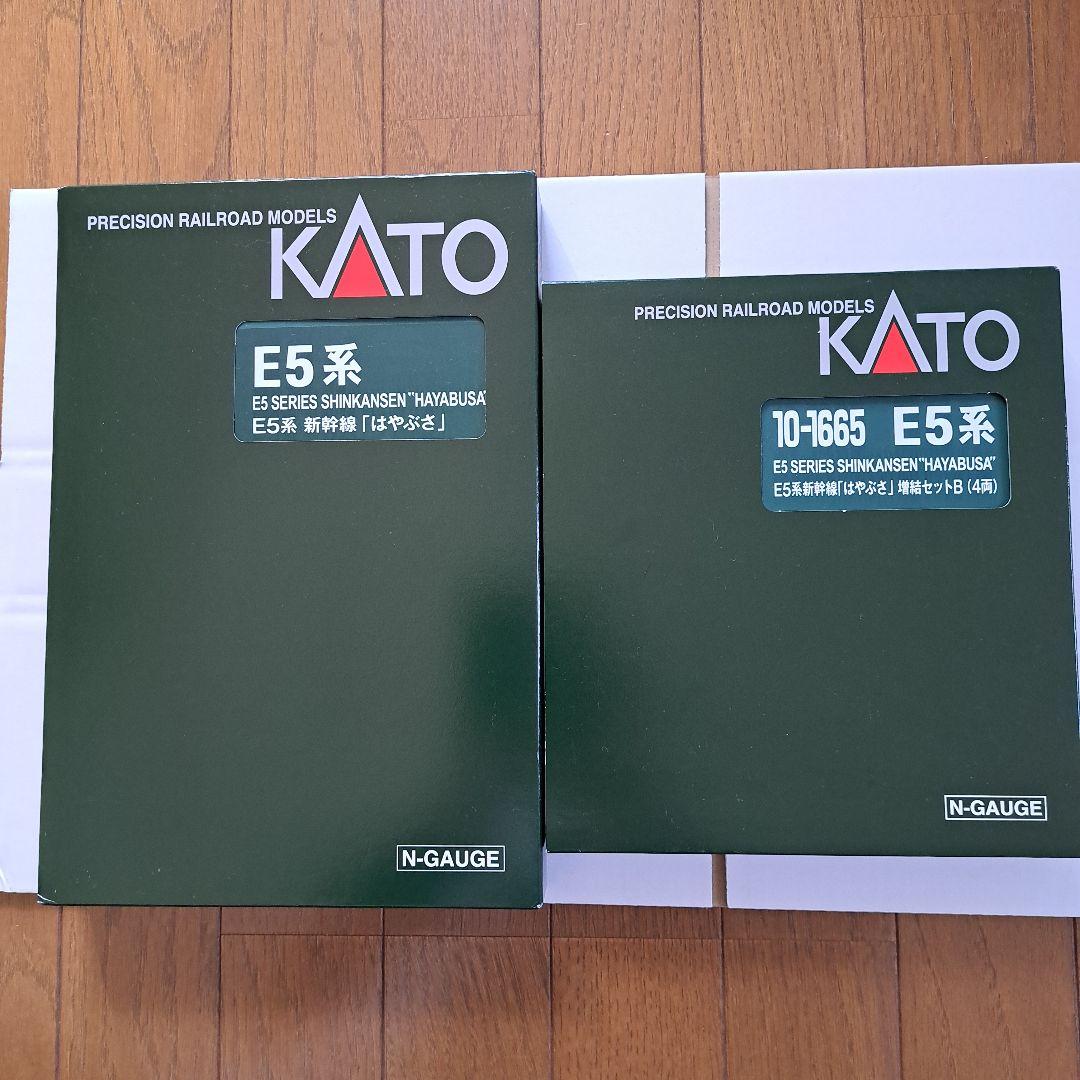 PRECISION RAILROAD MODELS
KATO
E5系
E5 SERIES SHINKANSEN "HAYABUSA"
E5系 新幹線「はやぶさ」
N-GAUGE
PRECISION RAILROAD MODELS
KATO
10-1665 E5系
E5 SERIES SHINKANSEN "HAYABUSA"
E5系新幹線「はやぶさ」増結セットB(4両)
N-GAUGE